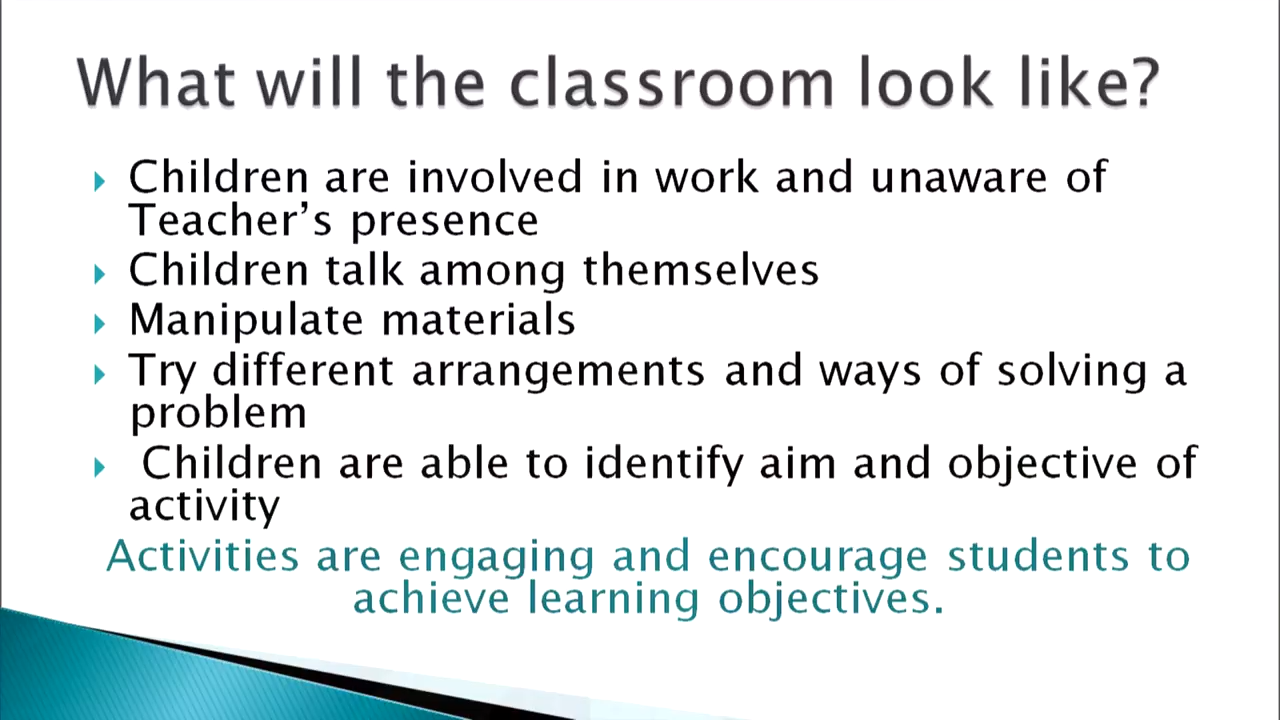 What will the classroom look like?
Children are involved in work and unaware of
Teacher’s presence
Children talk among themselves
Manipulate materials
Try different arrangements and ways of solving a
problem
Children are able to identify aim and objective of
activity
Activities are engaging and encourage students to
achieve learning objectives.